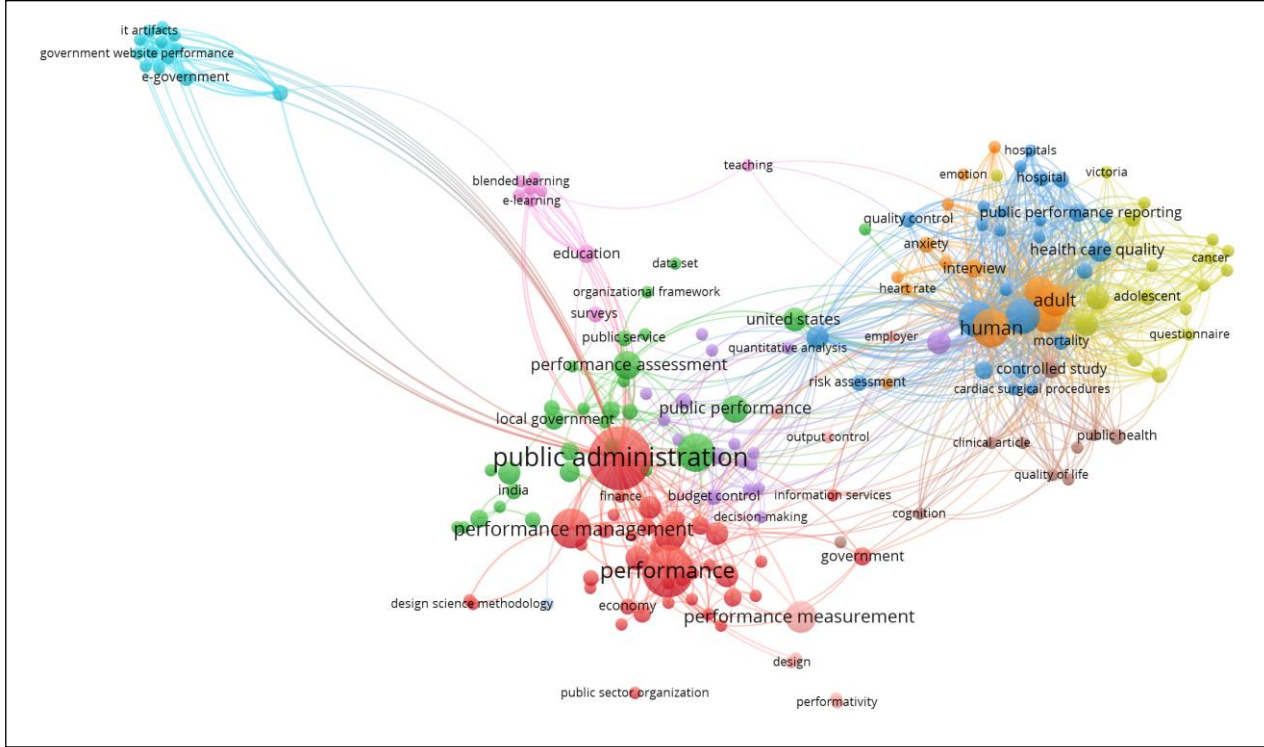 it artifacts
government website performance
e-government
blended learning
e-learning
teaching
education
data set
organizational framework
surveys
public service
performance assessment
united states
quantitative analysis
employer
risk assessment
local government
public performance
output control
public administration
india
finance
budget control
information services
decision-making
performance management
performance
government
design science methodology
economy
performance measurement
design
public sector organization
performativity
hospitals
emotion
hospital
victoria
quality control
public performance reporting
anxiety
health care quality
interview
cancer
heart rate
adult
adolescent
human
mortality
questionnaire
controlled study
cardiac surgical procedures
clinical article
public health
quality of life
cognition